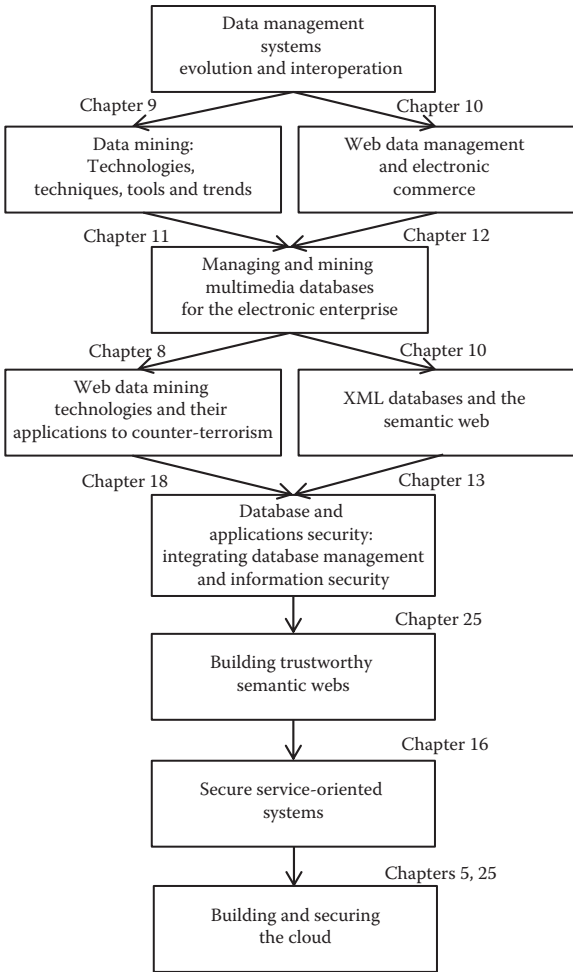 Data management
systems
evolution and interoperation
Chapter 9
Chapter 10
Data mining:
Technologies,
techniques, tools and trends
Web data management
and electronic
commerce
Chapter 11
Chapter 12
Managing and mining
multimedia databases
for the electronic enterprise
Chapter 8
Chapter 10
Web data mining
technologies and their
applications to counter-terrorism
XML databases and the
semantic web
Chapter 18
Chapter 13
Database and
applications security:
integrating database management
and information security
Chapter 25
Building trustworthy
semantic webs
Chapter 16
Secure service-oriented
systems
Chapters 5, 25
Building and securing
the cloud